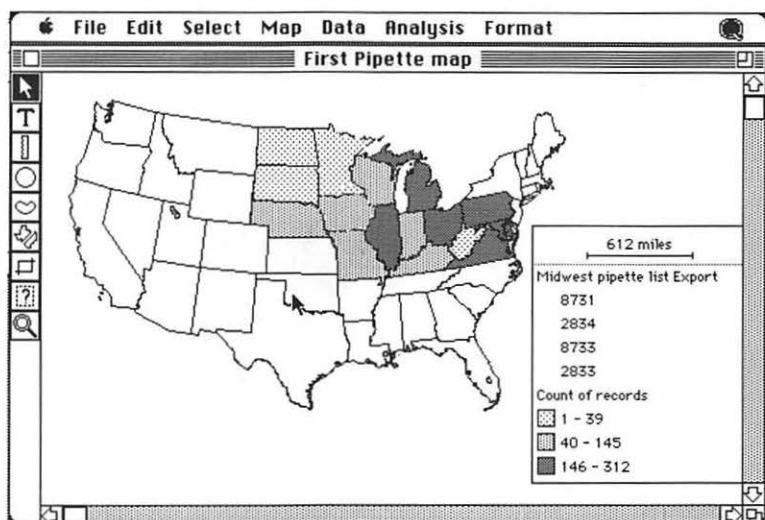 File Edit Select Map Data Analysis Format
First Pipette map
T
?
612 miles
Midwest pipette list Export
8731
2834
8733
2833
Count of records
1 - 39
40 - 145
146 - 312